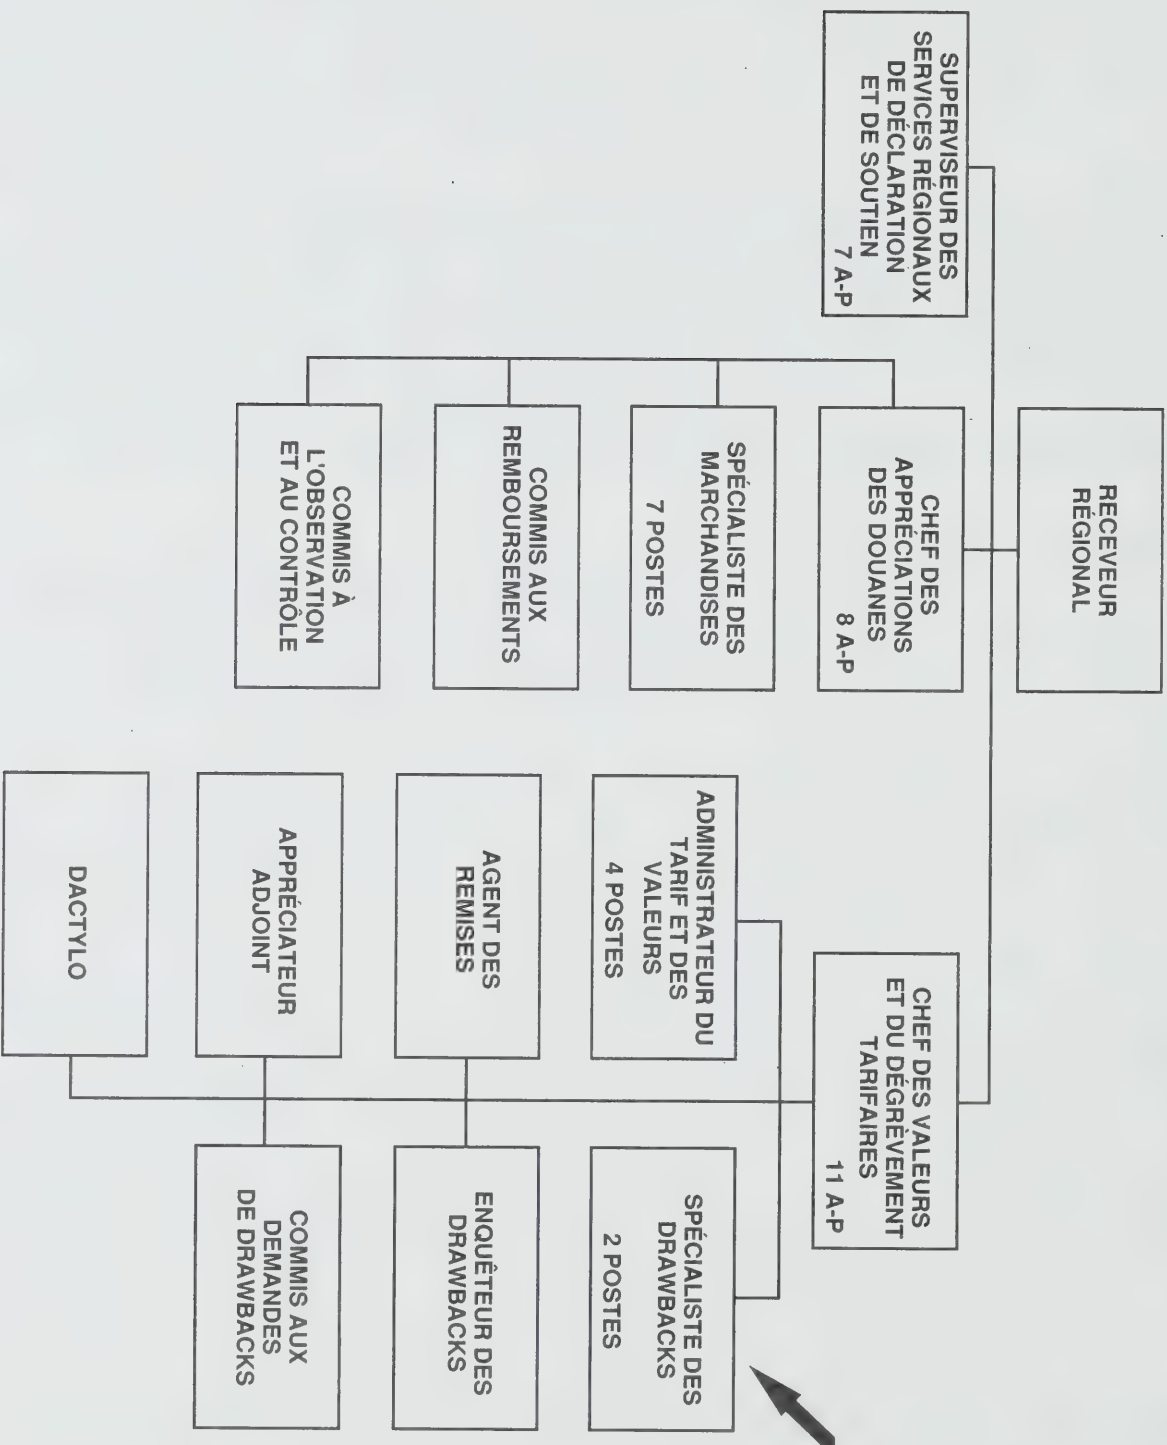 RECEVEUR
RÉGIONAL
SUPERVISEUR DES
SERVICES RÉGIONAUX
DE DÉCLARATION
ET DE SOUTIEN
7 A-P
CHEF DES
APPRÉCIATIONS
DES DOUANES
8 A-P
CHEF DES VALEURS
ET DU DÉGRÈVEMENT
TARIFAIRES
11 A-P
SPÉCIALISTE DES
MARCHANDISES
7 POSTES
COMMIS AUX
REMBOURSEMENTS
COMMIS À
L'OBSERVATION
ET AU CONTRÔLE
ADMINISTRATEUR DU
TARIF ET DES
VALEURS
4 POSTES
SPÉCIALISTE DES
DRAWBACKS
2 POSTES
AGENT DES
REMISES
ENQUÊTEUR DES
DRAWBACKS
APPRÉCIATEUR
ADJOINT
COMMIS AUX
DEMANDES
DE DRAWBACKS
DACTYLO